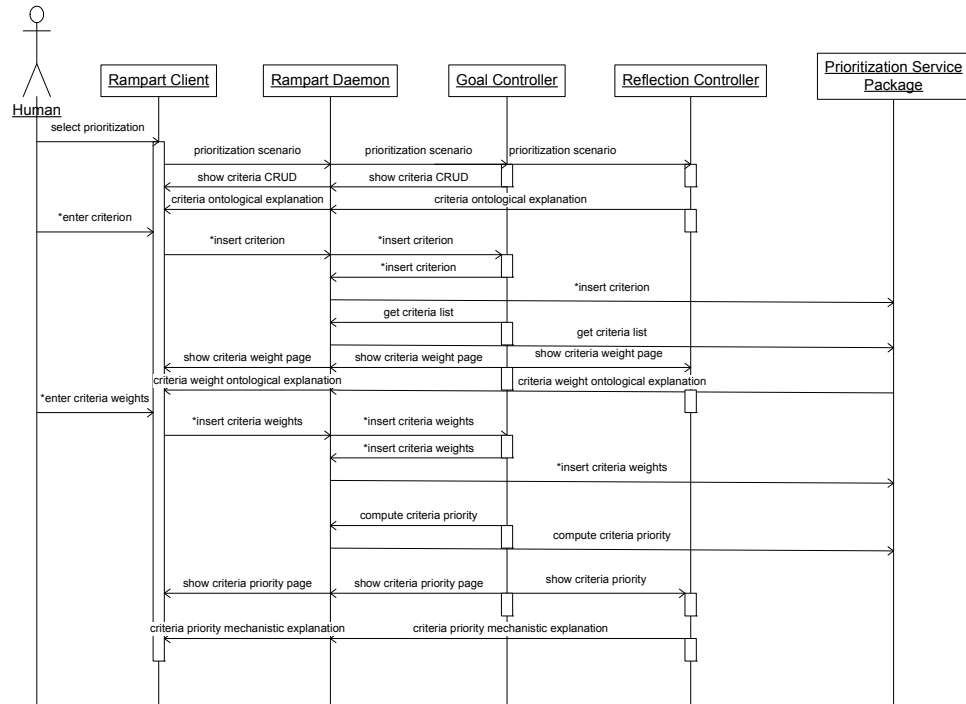 Human
Rampart Client
Rampart Daemon
Goal Controller
Reflection Controller
Prioritization Service
Package
select prioritization
prioritization scenario
prioritization scenario
prioritization scenario
show criteria CRUD
show criteria CRUD
criteria ontological explanation
criteria ontological explanation
*enter criterion
*insert criterion
*insert criterion
*insert criterion
*insert criterion
get criteria list
get criteria list
show criteria weight page
show criteria weight page
show criteria weight page
criteria weight ontological explanation
criteria weight ontological explanation
*enter criteria weights
*insert criteria weights
*insert criteria weights
*insert criteria weights
*insert criteria weights
compute criteria priority
compute criteria priority
show criteria priority page
show criteria priority page
show criteria priority
criteria priority mechanistic explanation
criteria priority mechanistic explanation